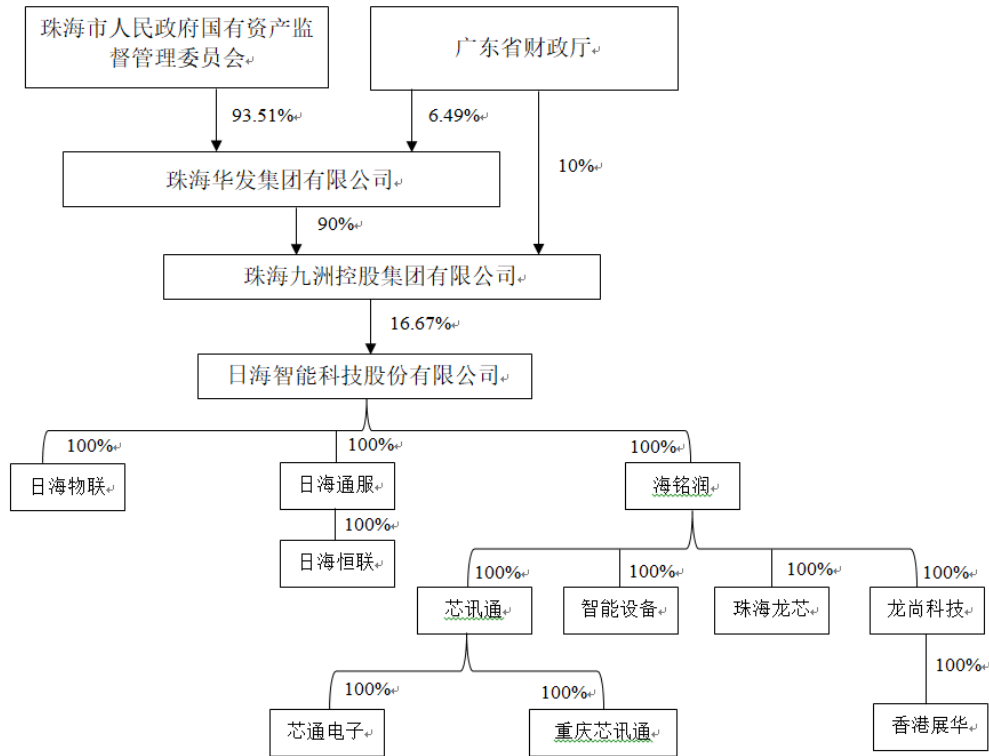 珠海市人民政府国有资产监
督管理委员会
广东省财政厅
93.51%
6.49%
10%
珠海华发集团有限公司
90%
珠海九洲控股集团有限公司
16.67%
日海智能科技股份有限公司
100%
100%
100%
日海物联
日海通服
海铭润
100%
日海恒联
100%
100%
100%
100%
芯讯通
智能设备
珠海龙芯
龙尚科技
100%
100%
100%
芯通电子
重庆芯讯通
香港展华